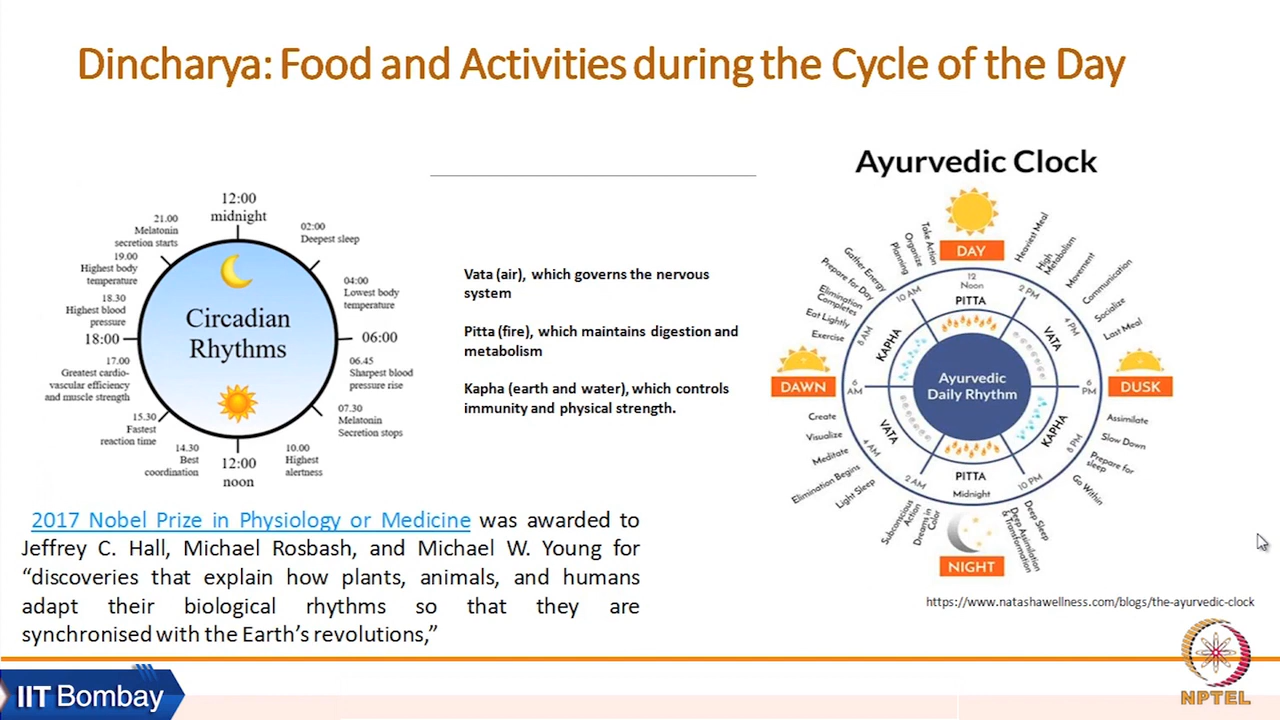 Dincharya: Food and Activities during the Cycle of the Day
12:00
midnight
02:00
Deepest sleep
04:00
Lowest body
temperature
06:00
06.45
Sharpest blood
pressure rise
07.30
Melatonin
Secretion stops
10.00
Highest
alertness
12:00
noon
14.30
Best
coordination
15.30
Fastest
reaction time
17.00
Greatest cardio-
vascular efficiency
and muscle strength
18:00
18.30
Highest blood
pressure
19.00
Highest body
temperature
21.00
Melatonin
secretion starts
Circadian
Rhythms
Vata (air), which governs the nervous
system
Pitta (fire), which maintains digestion and
metabolism
Kapha (earth and water), which controls
immunity and physical strength.
Ayurvedic Clock
DAY
Heaviest Meal
High
Metabolism
Movement
Communication
Socialize
Last Meal
DUSK
Assimilate
Slow Down
Prepare for
sleep
Go Within
Deep Sleep
Deep Assimilation
& Transformation
NIGHT
Dreams in
Color
Subconscious
Action
Light Sleep
Elimination Begins
Meditate
Visualize
Create
DAWN
Exercise
Eat Lightly
Elimination
Completes
Prepare for Day
Gather Energy
Planning
Organize
Take Action
12
Noon
PITTA
2 PM
VATA
4 PM
6
PM
KAPHA
8 PM
10 PM
PITTA
Midnight
2 AM
VATA
4 AM
6
AM
KAPHA
8 AM
10 AM
Ayurvedic
Daily Rhythm
2017 Nobel Prize in Physiology or Medicine was awarded to
Jeffrey C. Hall, Michael Rosbash, and Michael W. Young for
“discoveries that explain how plants, animals, and humans
adapt their biological rhythms so that they are
synchronised with the Earth’s revolutions,”
https://www.natashawellness.com/blogs/the-ayurvedic-clock
IIT Bombay
NPTEL